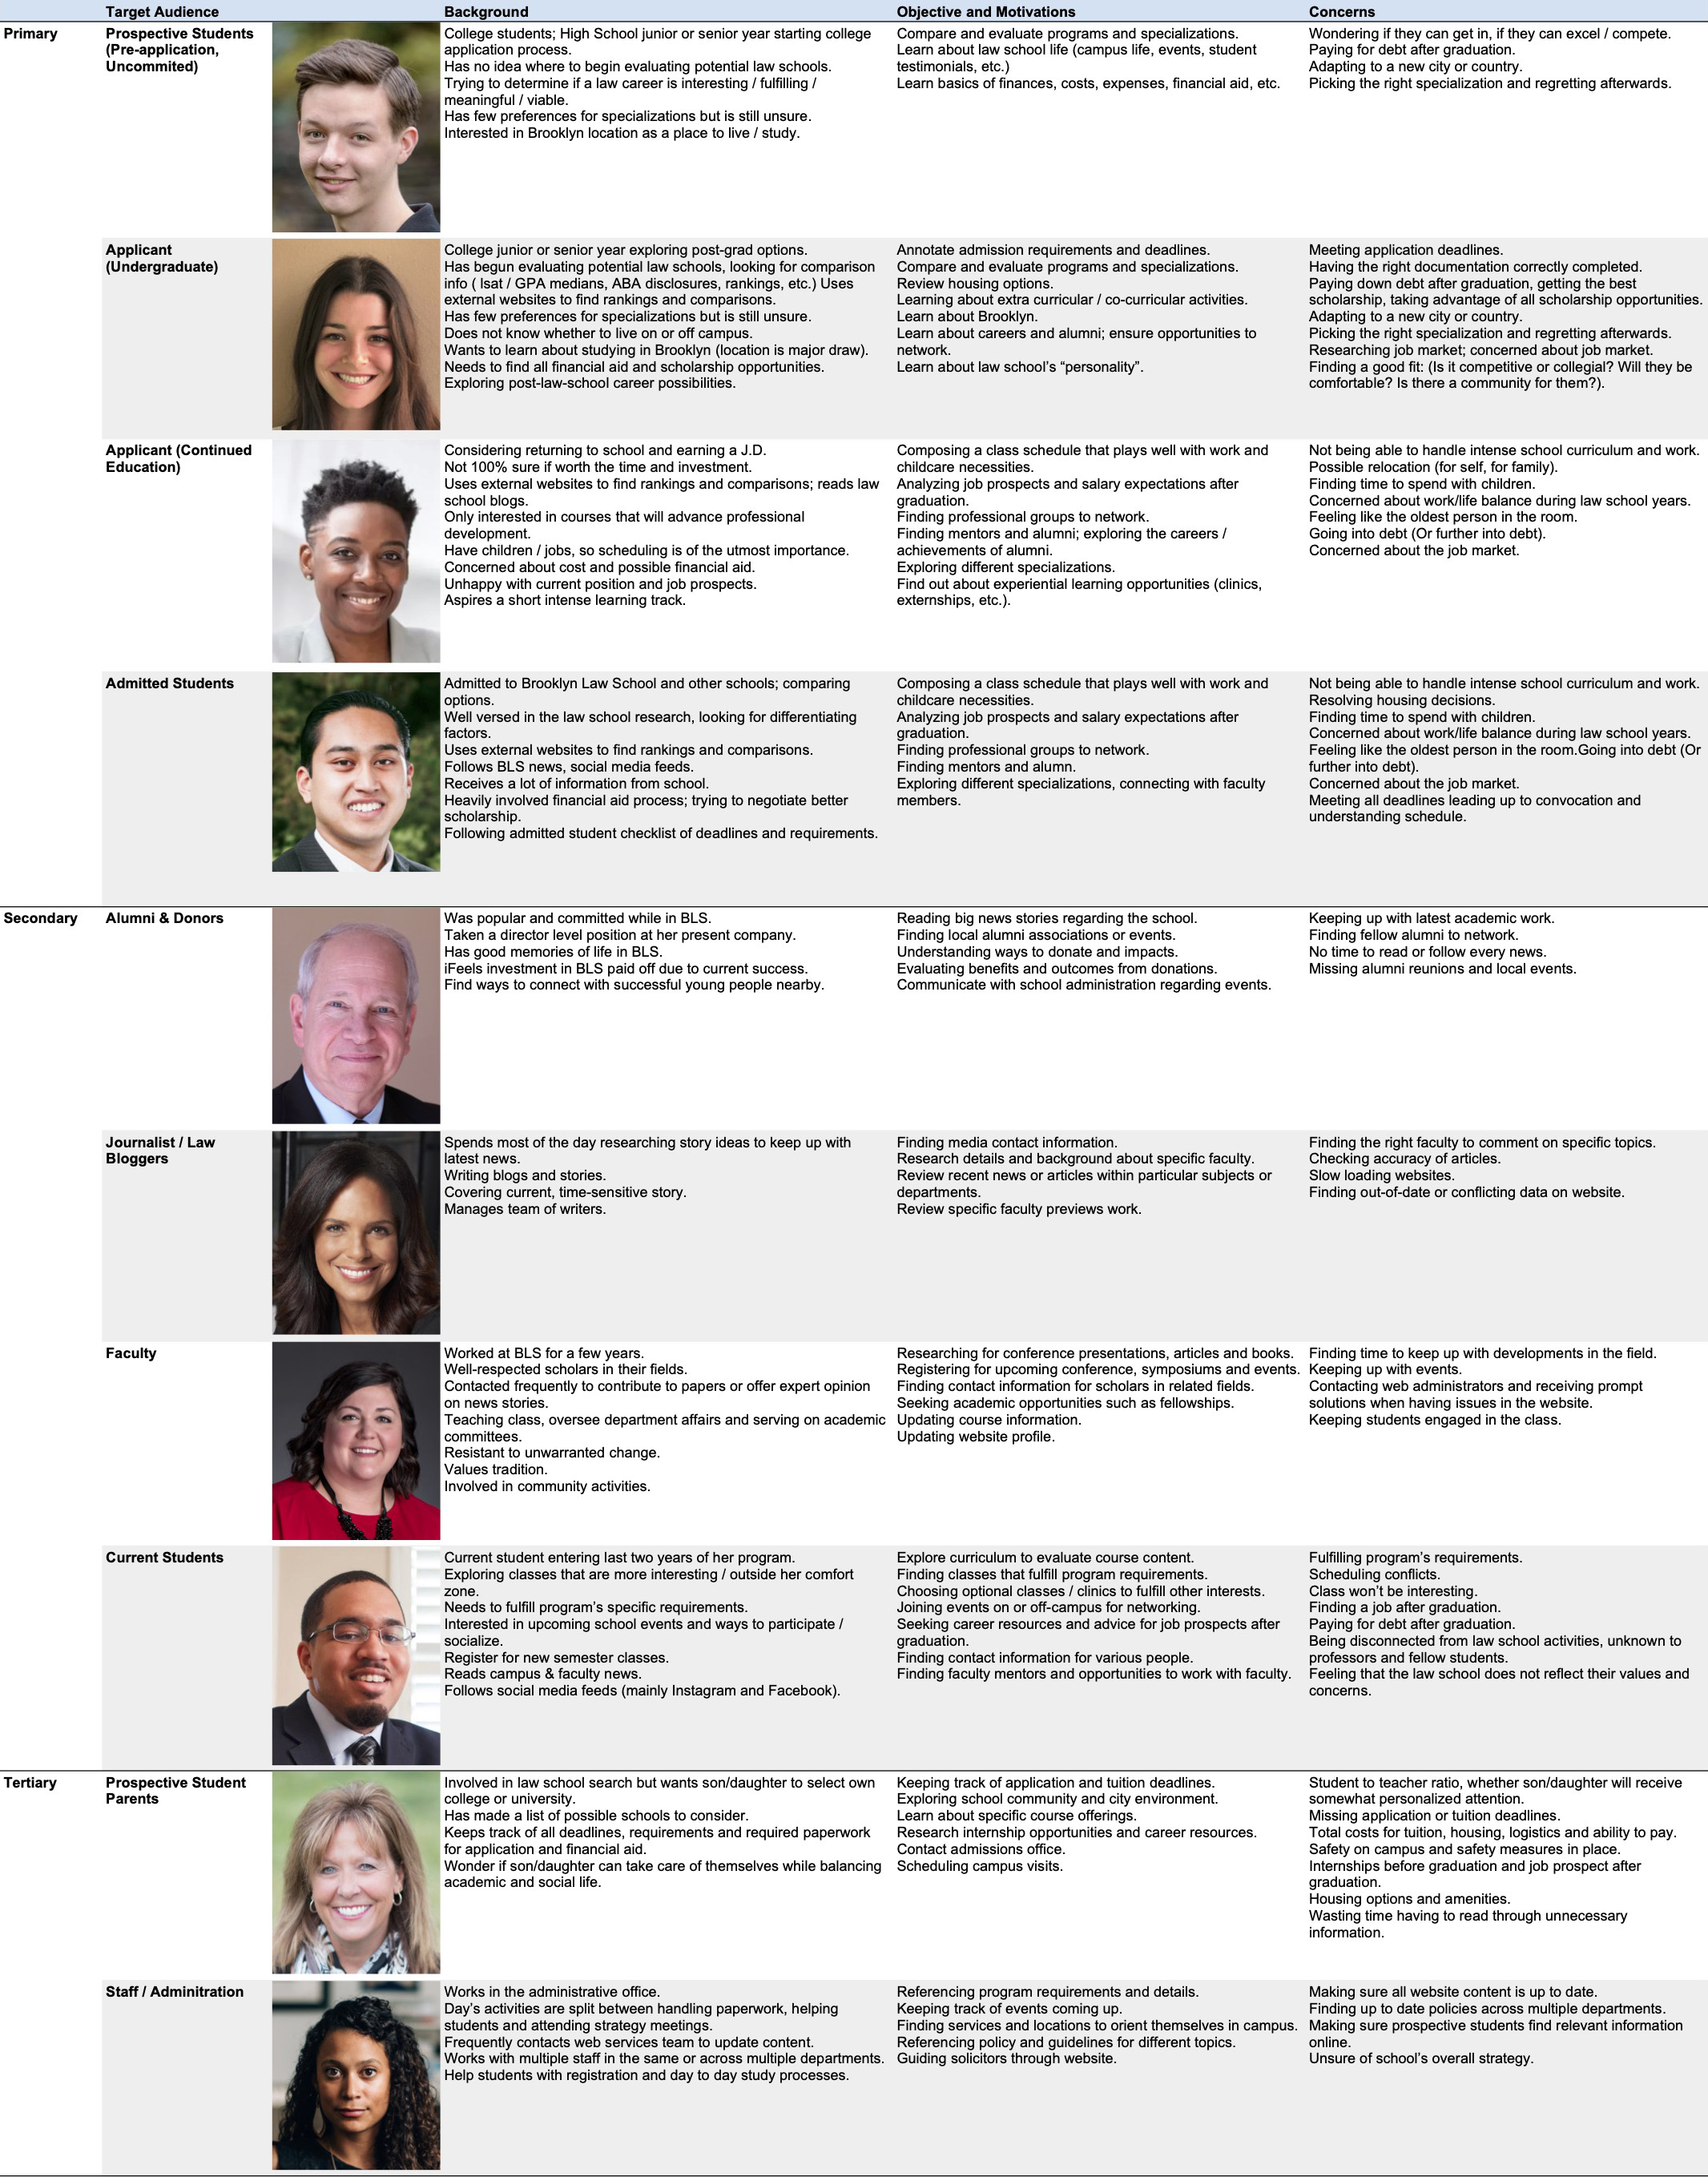 Target Audience
Background
Objective and Motivations
Concerns
Primary
Prospective Students
(Pre-application,
Uncommited)
College students; High School junior or senior year starting college
application process.
Has no idea where to begin evaluating potential law schools.
Trying to determine if a law career is interesting / fulfilling /
meaningful / viable.
Has few preferences for specializations but is still unsure.
Interested in Brooklyn location as a place to live / study.
Compare and evaluate programs and specializations.
Learn about law school life (campus life, events, student
testimonials, etc.)
Learn basics of finances, costs, expenses, financial aid, etc.
Wondering if they can get in, if they can excel / compete.
Paying for debt after graduation.
Adapting to a new city or country.
Picking the right specialization and regretting afterwards.
Applicant
(Undergraduate)
College junior or senior year exploring post-grad options.
Has begun evaluating potential law schools, looking for comparison
info ( lsat / GPA medians, ABA disclosures, rankings, etc.) Uses
external websites to find rankings and comparisons.
Has few preferences for specializations but is still unsure.
Does not know whether to live on or off campus.
Wants to learn about studying in Brooklyn (location is major draw).
Needs to find all financial aid and scholarship opportunities.
Exploring post-law-school career possibilities.
Annotate admission requirements and deadlines.
Compare and evaluate programs and specializations.
Review housing options.
Learning about extra curricular / co-curricular activities.
Learn about Brooklyn.
Learn about careers and alumni; ensure opportunities to
network.
Learn about law school's “personality”.
Meeting application deadlines.
Having the right documentation correctly completed.
Paying down debt after graduation, getting the best
scholarship, taking advantage of all scholarship opportunities.
Adapting to a new city or country.
Picking the right specialization and regretting afterwards.
Researching job market; concerned about job market.
Finding a good fit: (Is it competitive or collegial? Will they be
comfortable? Is there a community for them?).
Applicant (Continued
Education)
Considering returning to school and earning a J.D.
Not 100% sure if worth the time and investment.
Uses external websites to find rankings and comparisons; reads law
school blogs.
Only interested in courses that will advance professional
development.
Have children / jobs, so scheduling is of the utmost importance.
Concerned about cost and possible financial aid.
Unhappy with current position and job prospects.
Aspires a short intense learning track.
Composing a class schedule that plays well with work and
childcare necessities.
Analyzing job prospects and salary expectations after
graduation.
Finding professional groups to network.
Finding mentors and alumni; exploring the careers /
achievements of alumni.
Exploring different specializations.
Find out about experiential learning opportunities (clinics,
externships, etc.).
Not being able to handle intense school curriculum and work.
Possible relocation (for self, for family).
Finding time to spend with children.
Concerned about work/life balance during law school years.
Feeling like the oldest person in the room.
Going into debt (Or further into debt).
Concerned about the job market.
Admitted Students
Admitted to Brooklyn Law School and other schools; comparing
options.
Well versed in the law school research, looking for differentiating
factors.
Uses external websites to find rankings and comparisons.
Follows BLS news, social media feeds.
Receives a lot of information from school.
Heavily involved financial aid process; trying to negotiate better
scholarship.
Following admitted student checklist of deadlines and requirements.
Composing a class schedule that plays well with work and
childcare necessities.
Analyzing job prospects and salary expectations after
graduation.
Finding professional groups to network.
Finding mentors and alumn.
Exploring different specializations, connecting with faculty
members.
Not being able to handle intense school curriculum and work.
Resolving housing decisions.
Finding time to spend with children.
Concerned about work/life balance during law school years.
Feeling like the oldest person in the room.Going into debt (Or
further into debt).
Concerned about the job market.
Meeting all deadlines leading up to convocation and
understanding schedule.
Secondary
Alumni & Donors
Was popular and committed while in BLS.
Taken a director level position at her present company.
Has good memories of life in BLS.
iFeels investment in BLS paid off due to current success.
Find ways to connect with successful young people nearby.
Reading big news stories regarding the school.
Finding local alumni associations or events.
Understanding ways to donate and impacts.
Evaluating benefits and outcomes from donations.
Communicate with school administration regarding events.
Keeping up with latest academic work.
Finding fellow alumni to network.
No time to read or follow every news.
Missing alumni reunions and local events.
Journalist / Law
Bloggers
Spends most of the day researching story ideas to keep up with
latest news.
Writing blogs and stories.
Covering current, time-sensitive story.
Manages team of writers.
Finding media contact information.
Research details and background about specific faculty.
Review recent news or articles within particular subjects or
departments.
Review specific faculty previews work.
Finding the right faculty to comment on specific topics.
Checking accuracy of articles.
Slow loading websites.
Finding out-of-date or conflicting data on website.
Faculty
Worked at BLS for a few years.
Well-respected scholars in their fields.
Contacted frequently to contribute to papers or offer expert opinion
on news stories.
Teaching class, oversee department affairs and serving on academic
committees.
Resistant to unwarranted change.
Values tradition.
Involved in community activities.
Researching for conference presentations, articles and books.
Registering for upcoming conference, symposiums and events.
Finding contact information for scholars in related fields.
Seeking academic opportunities such as fellowships.
Updating course information.
Updating website profile.
Finding time to keep up with developments in the field.
Keeping up with events.
Contacting web administrators and receiving prompt
solutions when having issues in the website.
Keeping students engaged in the class.
Current Students
Current student entering last two years of her program.
Exploring classes that are more interesting / outside her comfort
zone.
Needs to fulfill program's specific requirements.
Interested in upcoming school events and ways to participate /
socialize.
Register for new semester classes.
Reads campus & faculty news.
Follows social media feeds (mainly Instagram and Facebook).
Explore curriculum to evaluate course content.
Finding classes that fulfill program requirements.
Choosing optional classes / clinics to fulfill other interests.
Joining events on or off-campus for networking.
Seeking career resources and advice for job prospects after
graduation.
Finding contact information for various people.
Finding faculty mentors and opportunities to work with faculty.
Fulfilling program's requirements.
Scheduling conflicts.
Class won't be interesting.
Finding a job after graduation.
Paying for debt after graduation.
Being disconnected from law school activities, unknown to
professors and fellow students.
Feeling that the law school does not reflect their values and
concerns.
Tertiary
Prospective Student
Parents
Involved in law school search but wants son/daughter to select own
college or university.
Has made a list of possible schools to consider.
Keeps track of all deadlines, requirements and required paperwork
for application and financial aid.
Wonder if son/daughter can take care of themselves while balancing
academic and social life.
Keeping track of application and tuition deadlines.
Exploring school community and city environment.
Learn about specific course offerings.
Research internship opportunities and career resources.
Contact admissions office.
Scheduling campus visits.
Student to teacher ratio, whether son/daughter will receive
somewhat personalized attention.
Missing application or tuition deadlines.
Total costs for tuition, housing, logistics and ability to pay.
Safety on campus and safety measures in place.
Internships before graduation and job prospect after
graduation.
Housing options and amenities.
Wasting time having to read through unnecessary
information.
Staff / Adminitration
Works in the administrative office.
Day's activities are split between handling paperwork, helping
students and attending strategy meetings.
Frequently contacts web services team to update content.
Works with multiple staff in the same or across multiple departments.
Help students with registration and day to day study processes.
Referencing program requirements and details.
Keeping track of events coming up.
Finding services and locations to orient themselves in campus.
Referencing policy and guidelines for different topics.
Guiding solicitors through website.
Making sure all website content is up to date.
Finding up to date policies across multiple departments.
Making sure prospective students find relevant information
online.
Unsure of school's overall strategy.